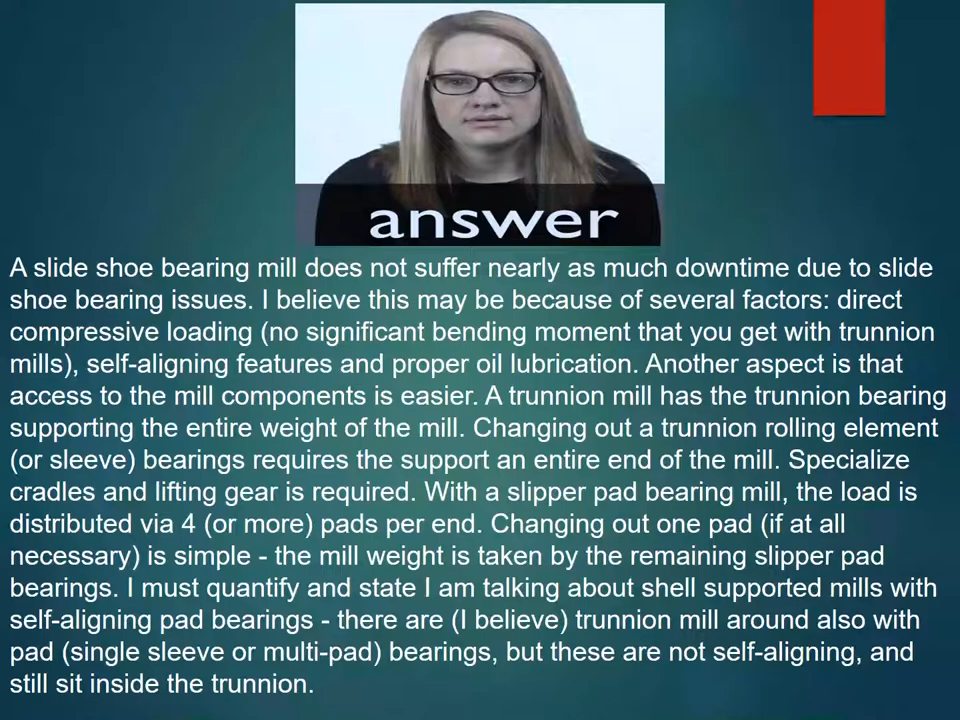 answer
A slide shoe bearing mill does not suffer nearly as much downtime due to slide
shoe bearing issues. I believe this may be because of several factors: direct
compressive loading (no significant bending moment that you get with trunnion
mills), self-aligning features and proper oil lubrication. Another aspect is that
access to the mill components is easier. A trunnion mill has the trunnion bearing
supporting the entire weight of the mill. Changing out a trunnion rolling element
(or sleeve) bearings requires the support an entire end of the mill. Specialize
cradles and lifting gear is required. With a slipper pad bearing mill, the load is
distributed via 4 (or more) pads per end. Changing out one pad (if at all
necessary) is simple - the mill weight is taken by the remaining slipper pad
bearings. I must quantify and state I am talking about shell supported mills with
self-aligning pad bearings - there are (I believe) trunnion mill around also with
pad (single sleeve or multi-pad) bearings, but these are not self-aligning, and
still sit inside the trunnion.